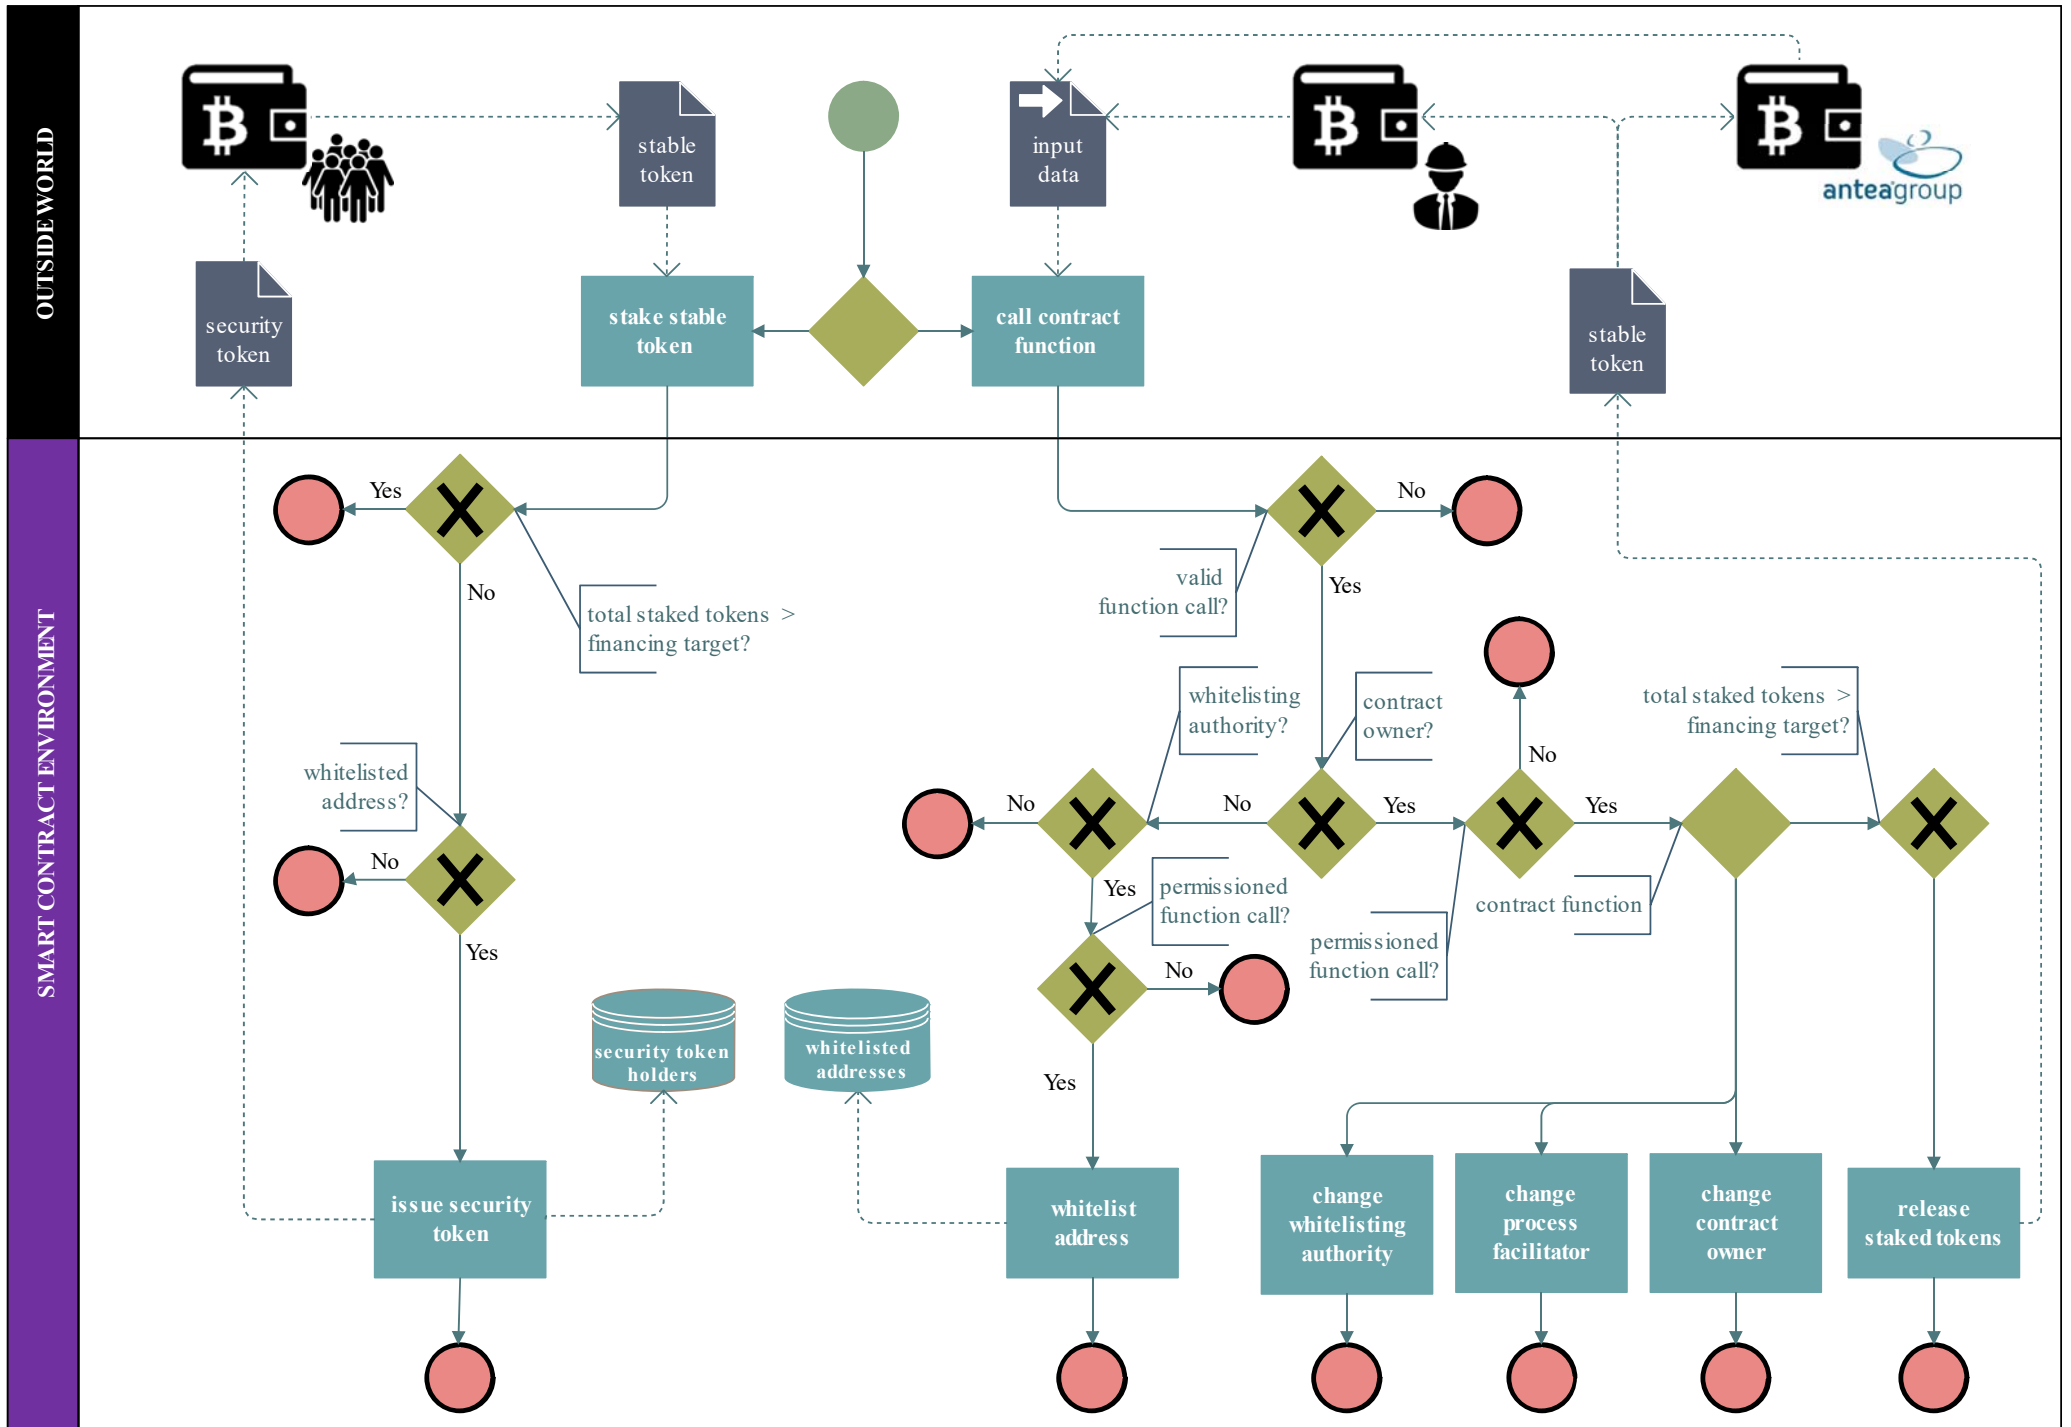 OUTSIDE WORLD
stable
token
input
data
anteagroup
security
token
stake stable
token
call contract
function
stable
token
SMART CONTRACT ENVIRONMENT
Yes
No
No
Yes
total staked tokens >
financing target?
valid
function call?
whitelisting
authority?
contract
owner?
total staked tokens >
financing target?
No
whitelisted
address?
No
No
Yes
Yes
No
Yes
Yes
permissioned
function call?
contract function
permissioned
function call?
No
Yes
security token
holders
whitelisted
addresses
issue security
token
whitelist
address
change
whitelisting
authority
change
process
facilitator
change
contract
owner
release
staked tokens